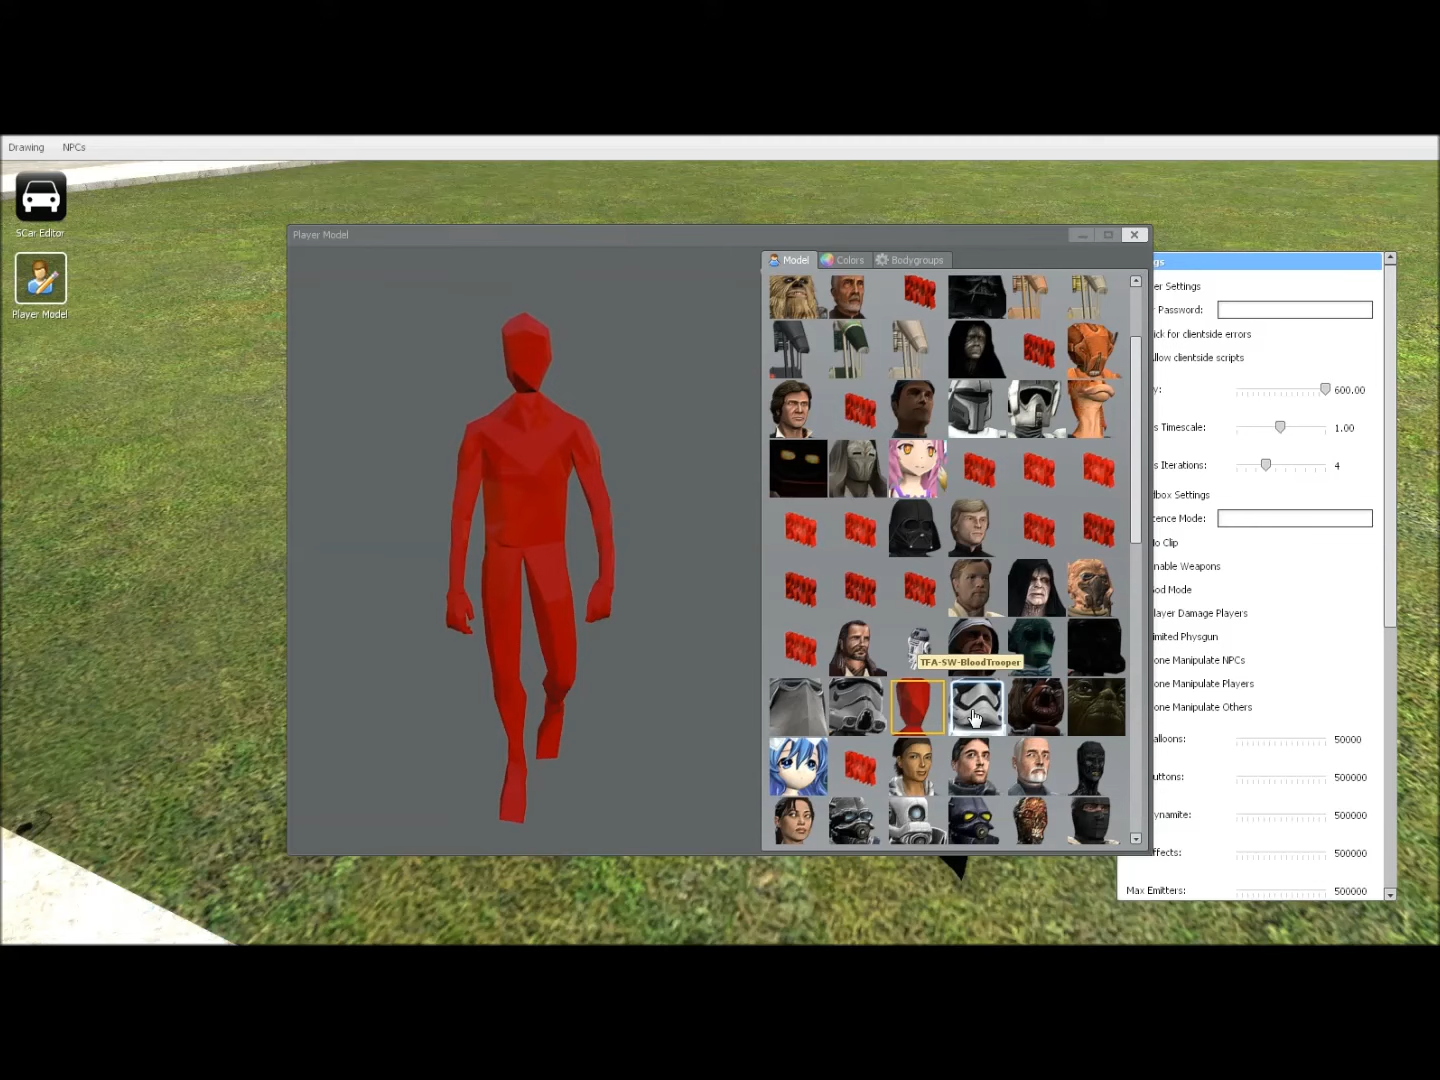 Drawing NPCs
SCar Editor
Player Model
Player Model
Model Colors Bodygroups
TFA-SW-BloodTrooper
gs
er Settings
Password:
ick for clientside errors
llow clientside scripts
y: 600.00
s Timescale: 1.00
s Iterations: 4
dbox Settings
tence Mode:
o Clip
nable Weapons
od Mode
layer Damage Players
imited Physgun
one Manipulate NPCs
one Manipulate Players
one Manipulate Others
alloons: 50000
uttons: 500000
ynamite: 500000
ffects: 500000
Max Emitters: 500000